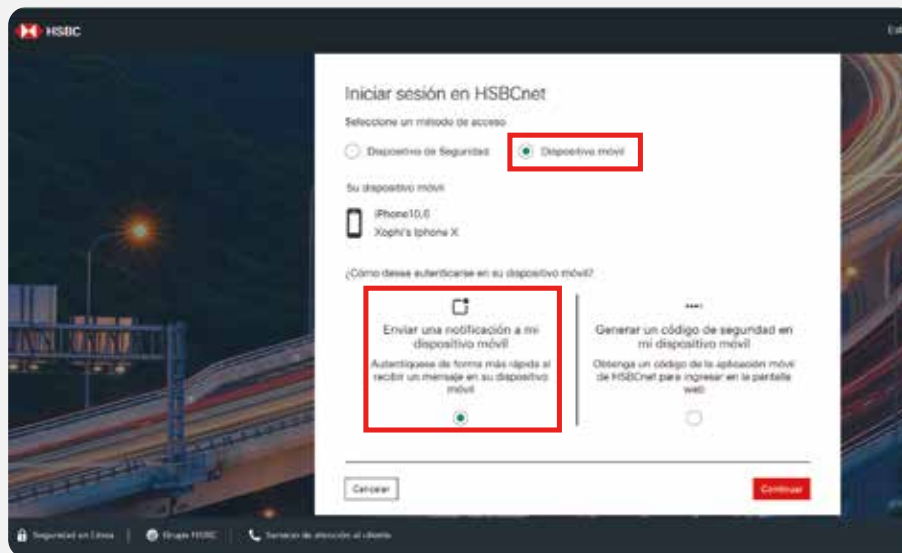 HSBC
Iniciar sesión en HSBCnet
Seleccione un método de acceso
Dispositivo de Seguridad
Dispositivo móvil
Su dispositivo móvil
iPhone10,6
Xophi's Iphone X
¿Cómo desea autenticarse en su dispositivo móvil?
Enviar una notificación a mi
dispositivo móvil
Autentíquese de forma más rápida al
recibir un mensaje en su dispositivo
móvil
Generar un código de seguridad en
mi dispositivo móvil
Obtenga un código de la aplicación móvil
de HSBCnet para ingresar en la pantalla
web
Cancelar
Continuar
Seguridad en Línea
Grupo HSBC
Servicio de atención al cliente